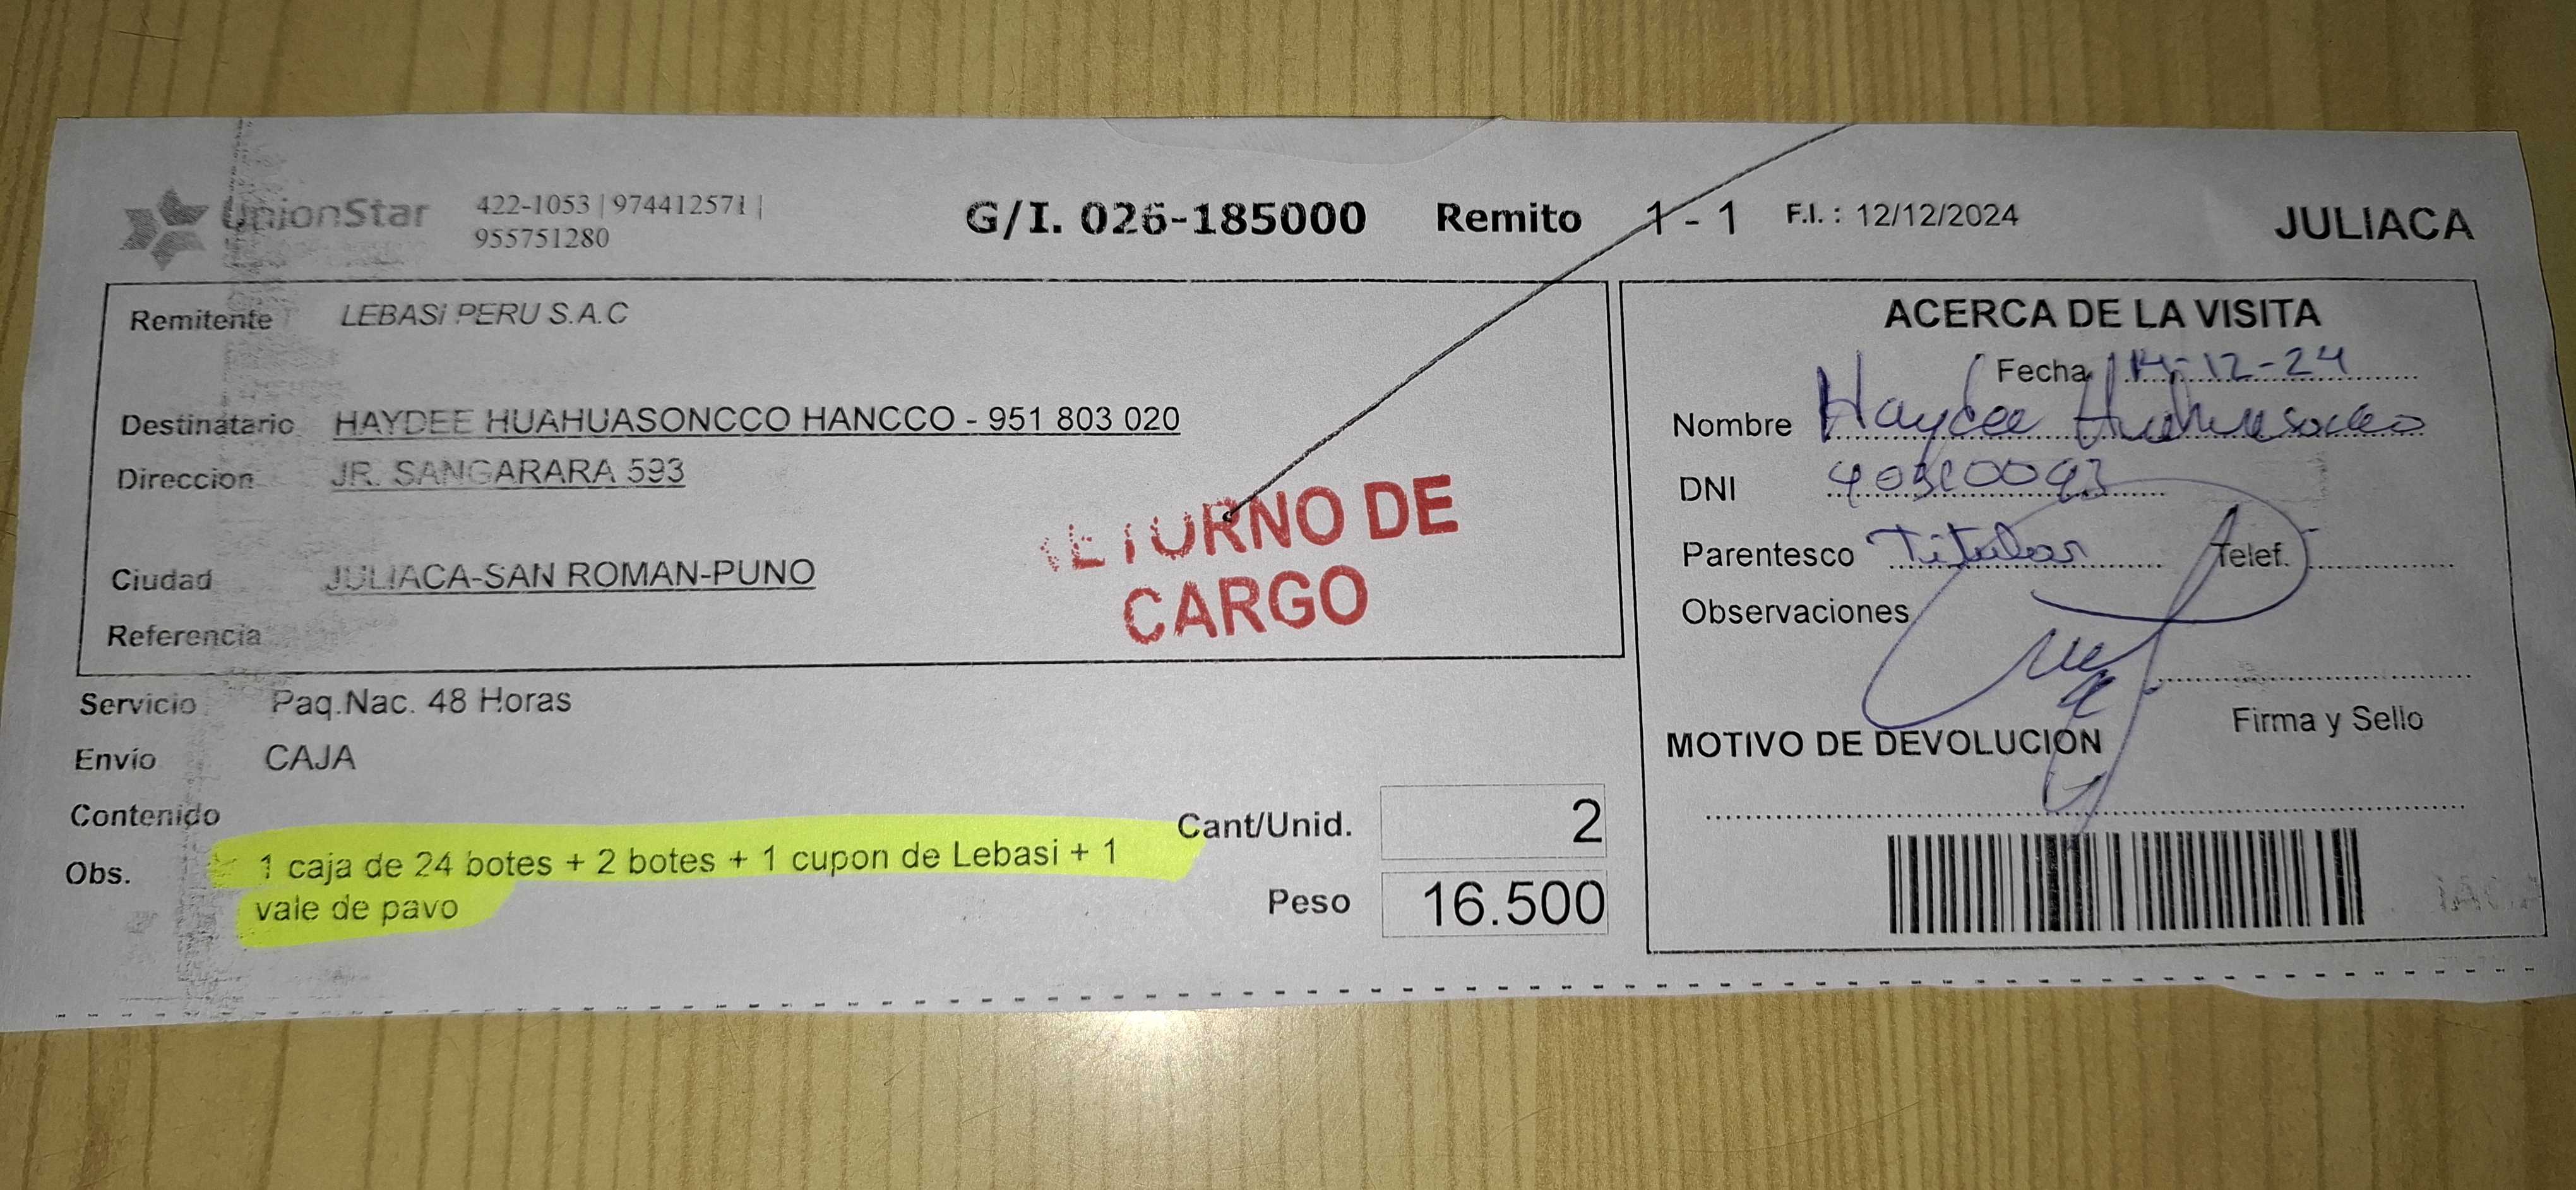 UnionStar
422-1053 | 974412571 |
955751280
G/I. 026-185000 Remito 1 - 1 F.I. : 12/12/2024 JULIACA
Remitente LEBASI PERU S.A.C
Destinatario HAYDEE HUAHUASONCCO HANCCO - 951 803 020
Direccion JR. SANGARARA 593
Ciudad JULIACA-SAN ROMAN-PUNO
Referencia
RETORNO DE
CARGO
Servicio Paq.Nac. 48 Horas
Envío CAJA
Contenido
Obs. 1 caja de 24 botes + 2 botes + 1 cupon de Lebasi + 1
vale de pavo
Cant/Unid. 2
Peso 16.500
ACERCA DE LA VISITA
Fecha 14-12-24
Nombre Haydee
DNI
Parentesco Titular Telef.
Observaciones
Firma y Sello
MOTIVO DE DEVOLUCION